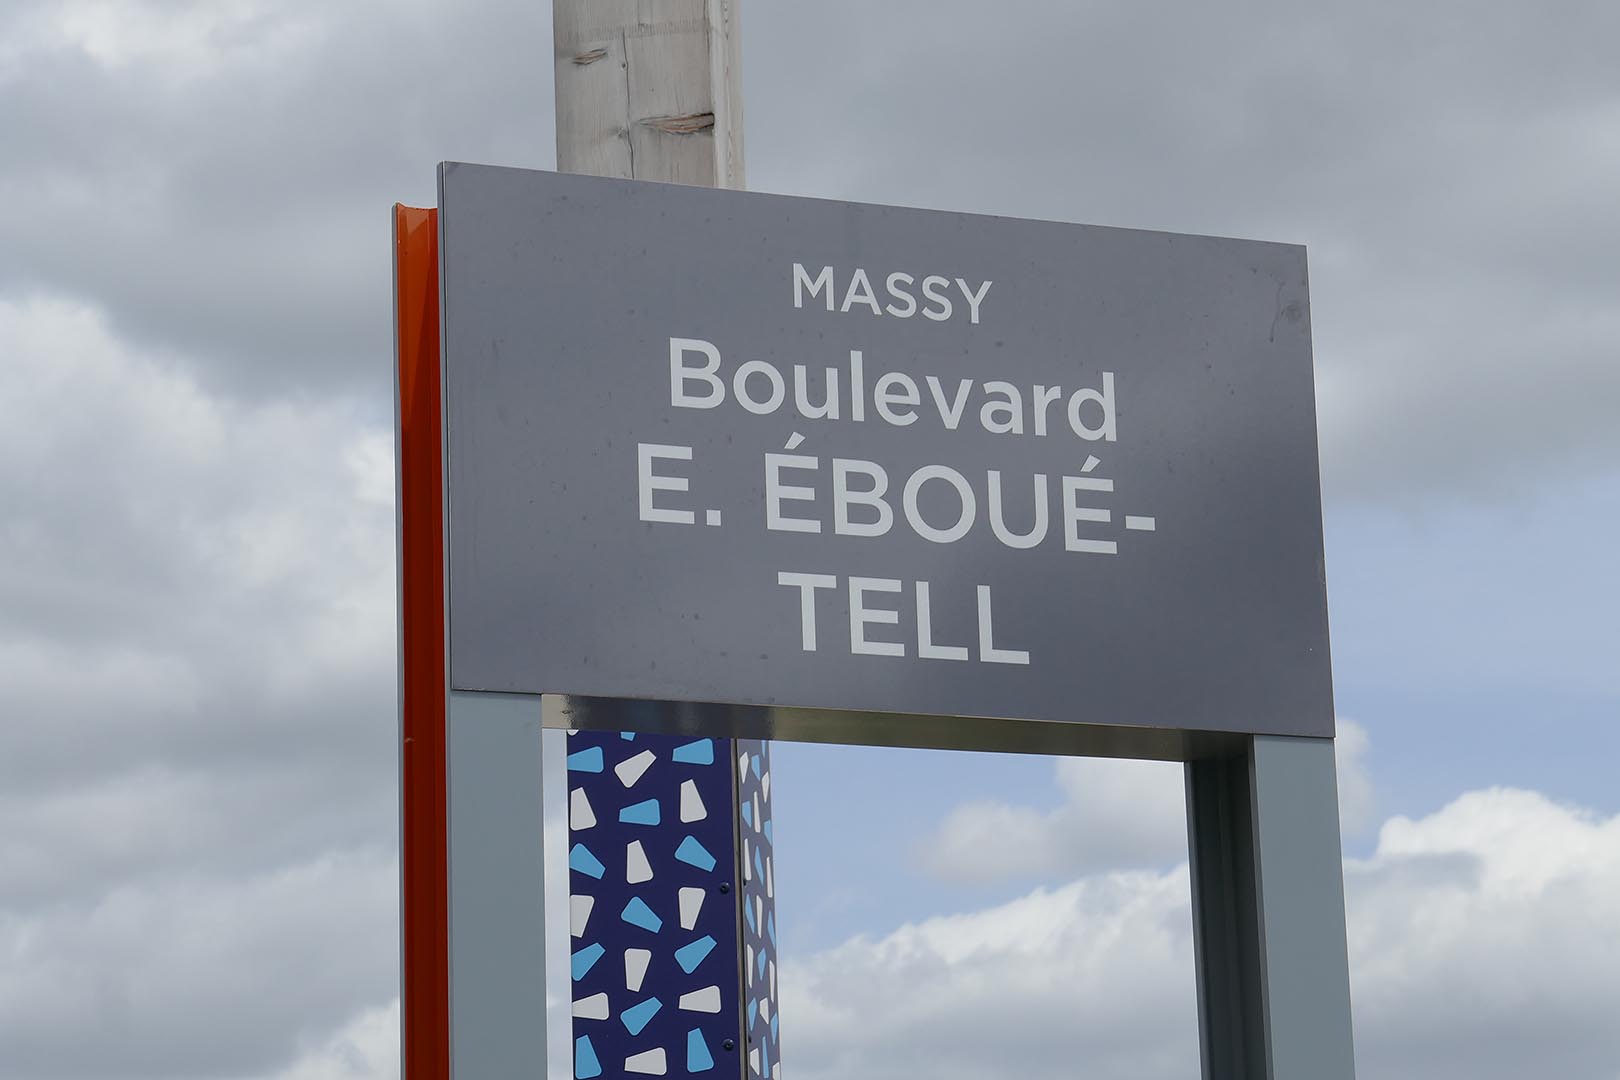 MASSY
Boulevard
E. ÉBOUÉ-
TELL